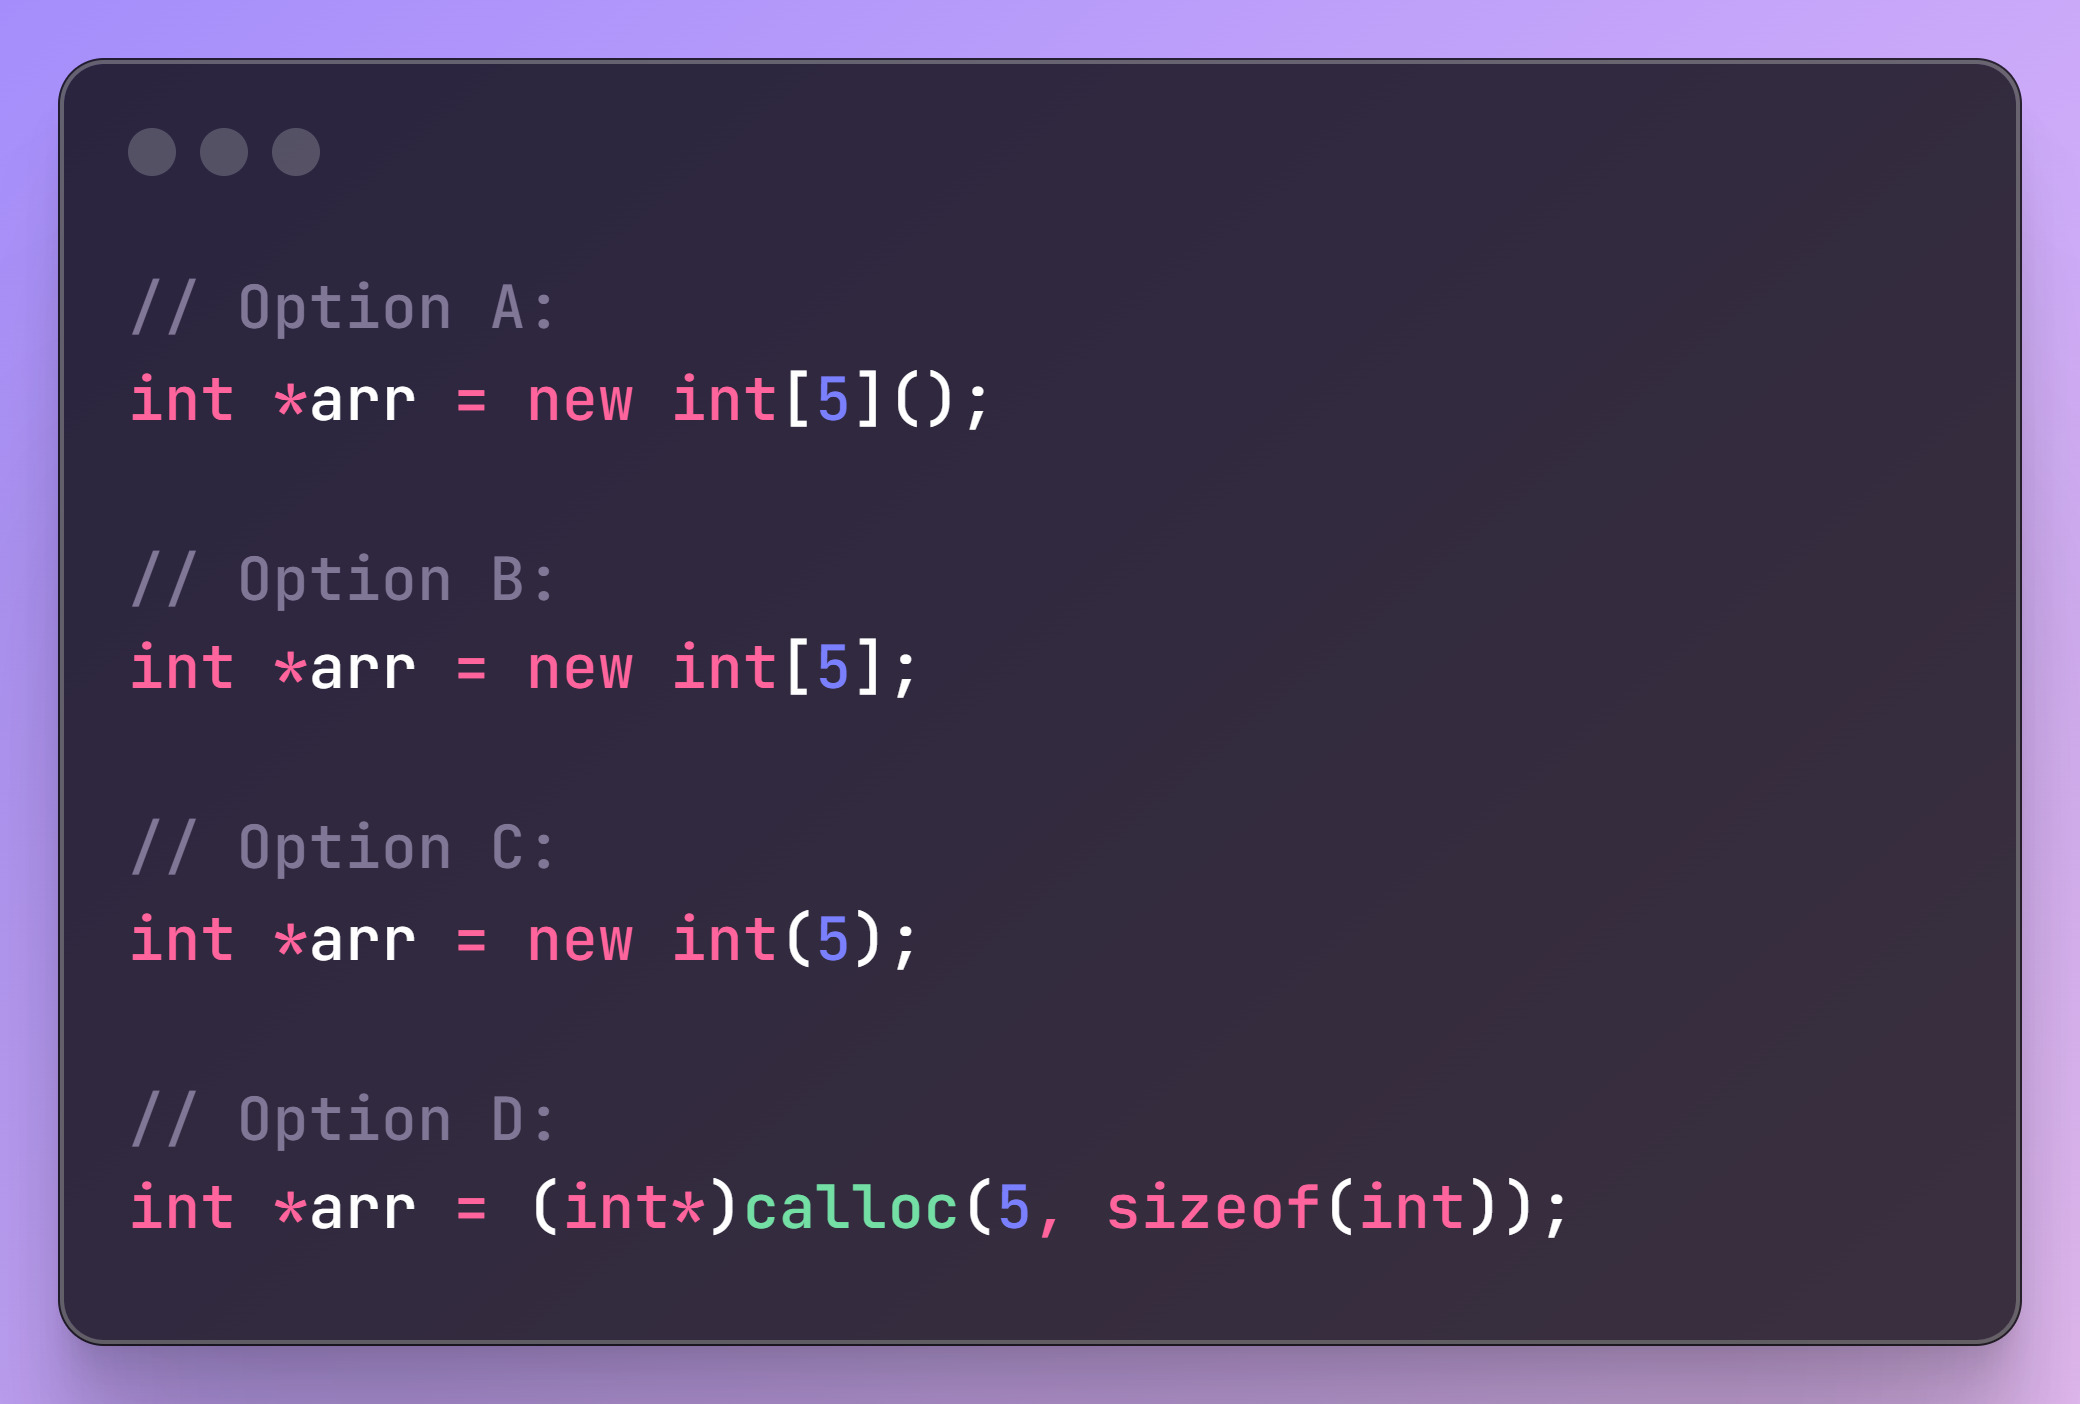 // Option A:
int *arr = new int[5]();
// Option B:
int *arr = new int[5];
// Option C:
int *arr = new int(5);
// Option D:
int *arr = (int*)calloc(5, sizeof(int));